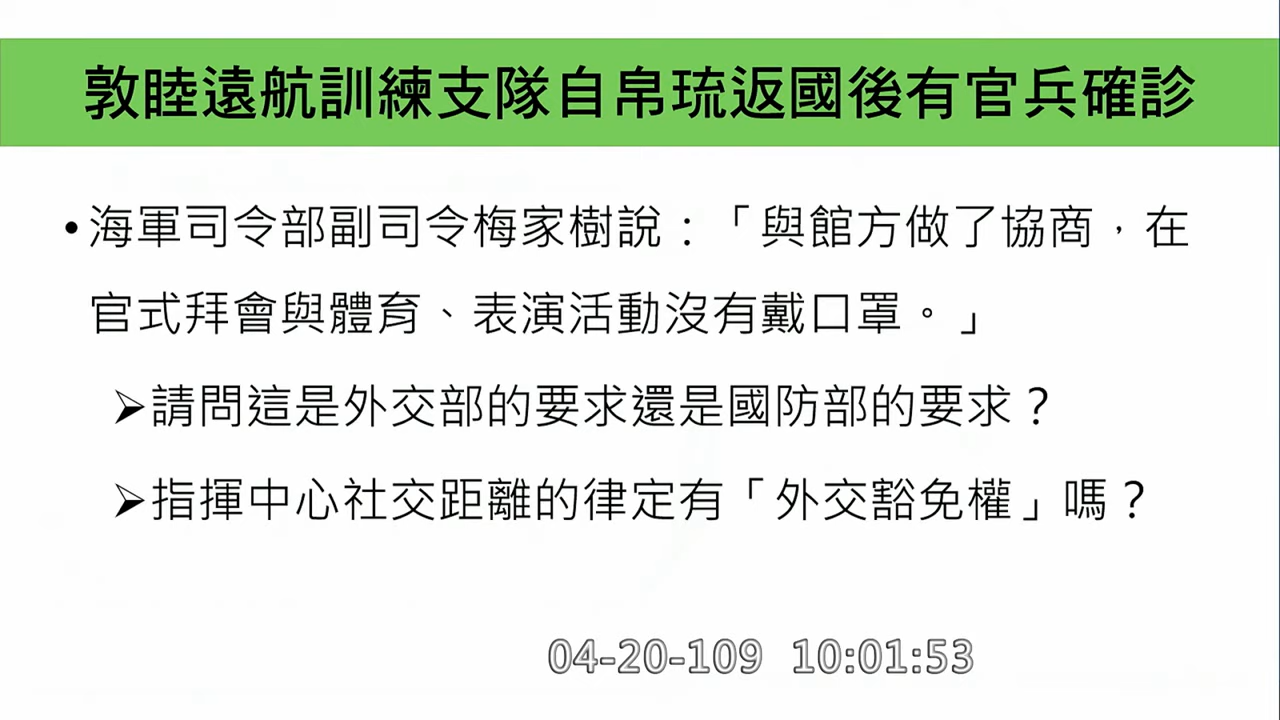 敦睦遠航訓練支隊自帛琉返國後有官兵確診
•海軍司令部副司令梅家樹說：「與館方做了協商，在
官式拜會與體育、表演活動沒有戴口罩。」
➢請問這是外交部的要求還是國防部的要求？
➢指揮中心社交距離的律定有「外交豁免權」嗎？
04-20-109 10:01:53